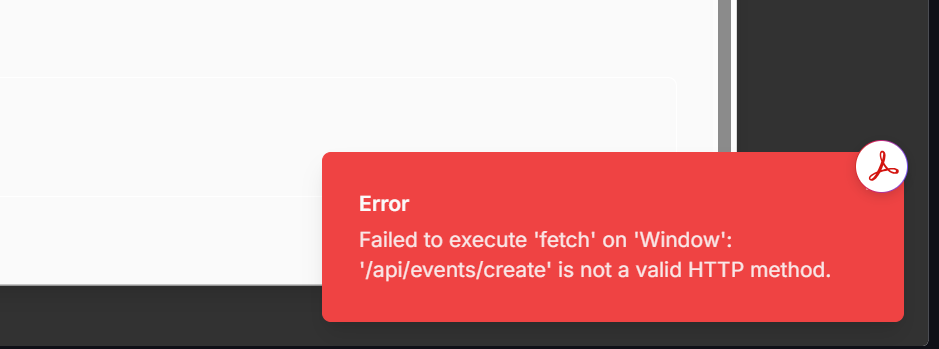 Error
Failed to execute 'fetch' on 'Window':
'/api/events/create' is not a valid HTTP method.